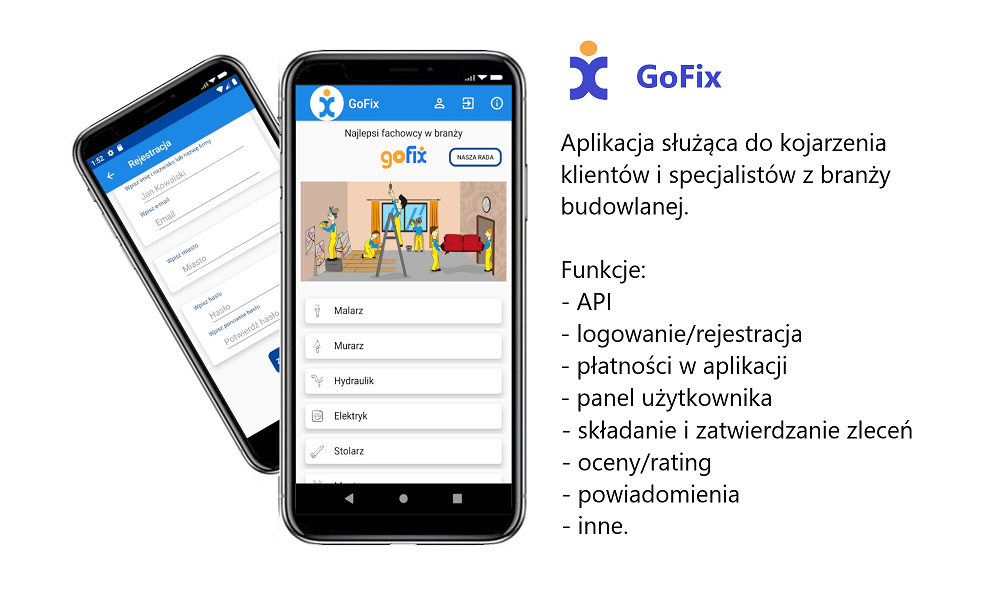 1:52
Rejestracja
Wpisz imię i nazwisko lub nazwę firmy
Jan Kowalski
Wpisz e-mail
Email
Wpisz miasto
Miasto
Wpisz hasło
Hasło
Wpisz ponownie hasło
Potwierdź hasło
GoFix
Najlepsi fachowcy w branży
gofix
NASZA RADA
Malarz
Murarz
Hydraulik
Elektryk
Stolarz
GoFix
Aplikacja służąca do kojarzenia
klientów i specjalistów z branży
budowlanej.
Funkcje:
- API
- logowanie/rejestracja
- płatności w aplikacji
- panel użytkownika
- składanie i zatwierdzanie zleceń
- oceny/rating
- powiadomienia
- inne.